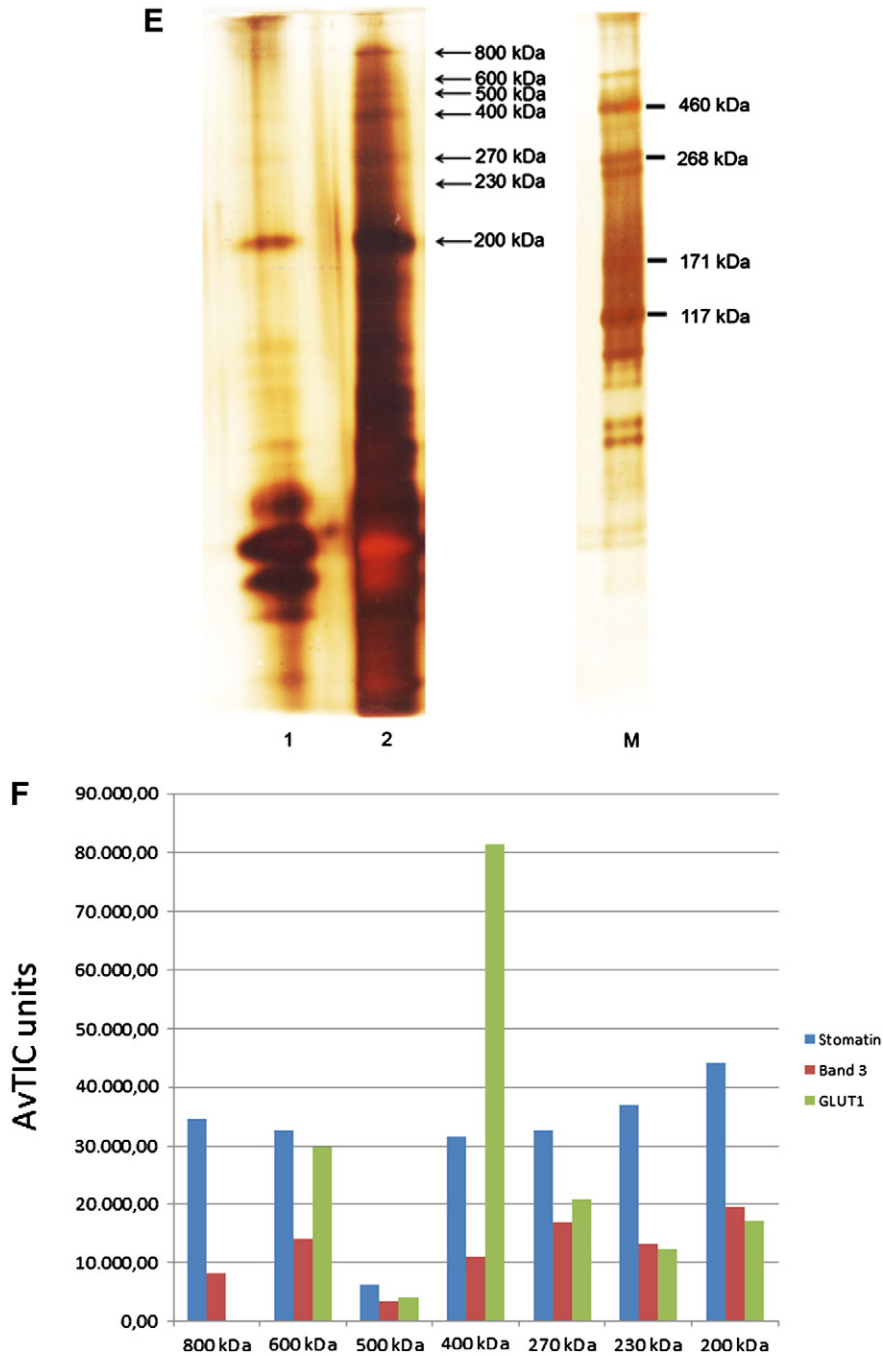 E
800 kDa
600 kDa
500 kDa
400 kDa
270 kDa
230 kDa
200 kDa
460 kDa
268 kDa
171 kDa
117 kDa
1 2 M
F
AvTIC units
90.000,00
80.000,00
70.000,00
60.000,00
50.000,00
40.000,00
30.000,00
20.000,00
10.000,00
0,00
800 kDa 600 kDa 500 kDa 400 kDa 270 kDa 230 kDa 200 kDa
Stomatin
Band 3
GLUT1